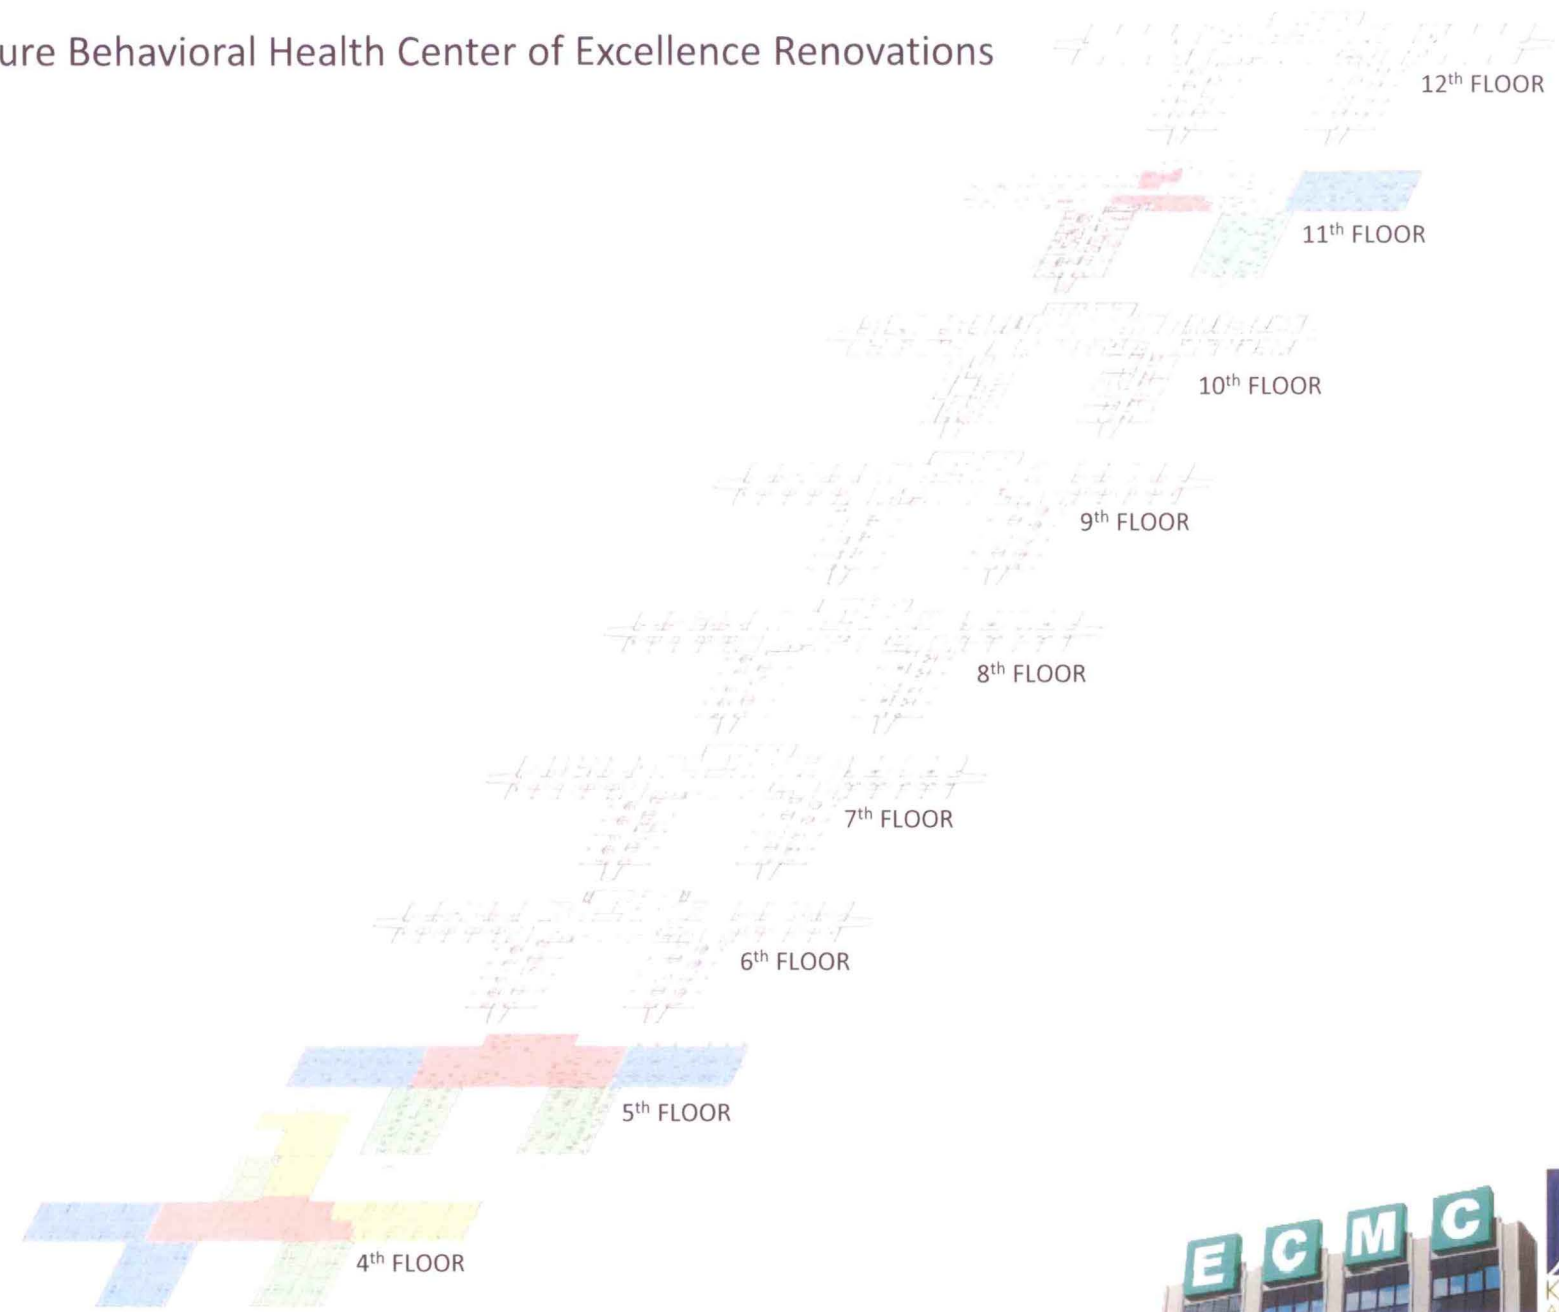 ure Behavioral Health Center of Excellence Renovations
12th FLOOR
11th FLOOR
10th FLOOR
9th FLOOR
8th FLOOR
7th FLOOR
6th FLOOR
5th FLOOR
4th FLOOR
E C M C
K